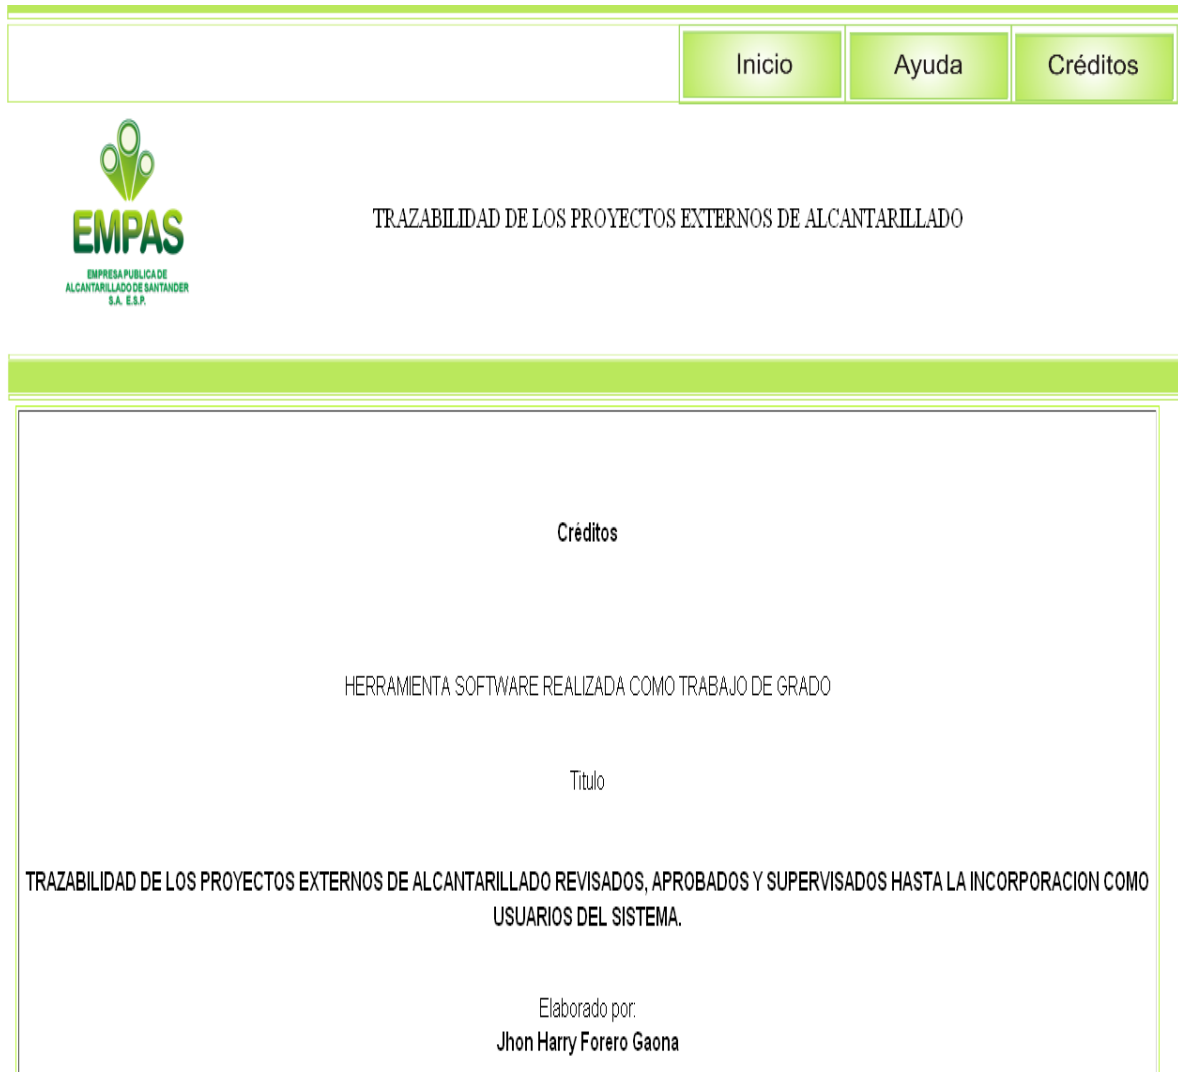 Inicio
Ayuda
Créditos
EMPAS
EMPRESA PUBLICA DE
ALCANTARILLADO DE SANTANDER
S.A. E.S.P.
TRAZABILIDAD DE LOS PROYECTOS EXTERNOS DE ALCANTARILLADO
Créditos
HERRAMIENTA SOFTWARE REALIZADA COMO TRABAJO DE GRADO
Titulo
TRAZABILIDAD DE LOS PROYECTOS EXTERNOS DE ALCANTARILLADO REVISADOS, APROBADOS Y SUPERVISADOS HASTA LA INCORPORACION COMO
USUARIOS DEL SISTEMA.
Elaborado por:
Jhon Harry Forero Gaona